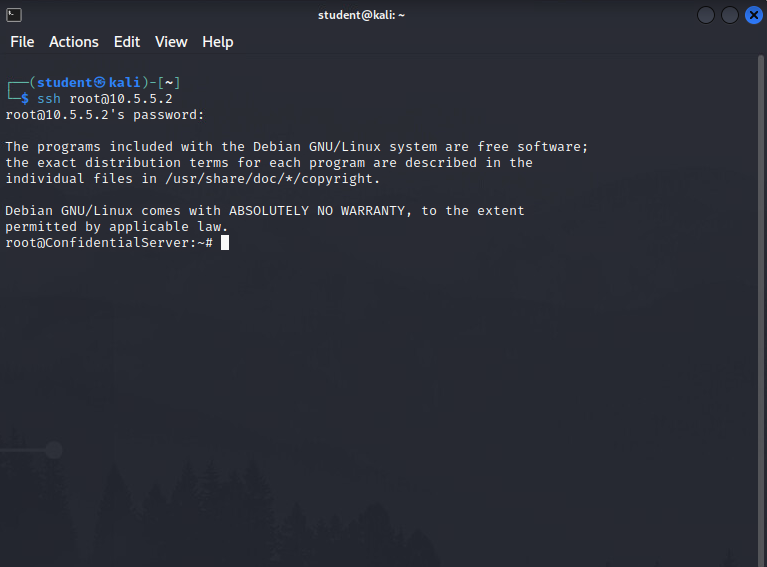 student@kali: ~
File Actions Edit View Help
┌──(student㉿kali)-[~]
└─$ ssh root@10.5.5.2
root@10.5.5.2's password:
The programs included with the Debian GNU/Linux system are free software;
the exact distribution terms for each program are described in the
individual files in /usr/share/doc/*/copyright.
Debian GNU/Linux comes with ABSOLUTELY NO WARRANTY, to the extent
permitted by applicable law.
root@ConfidentialServer:~#